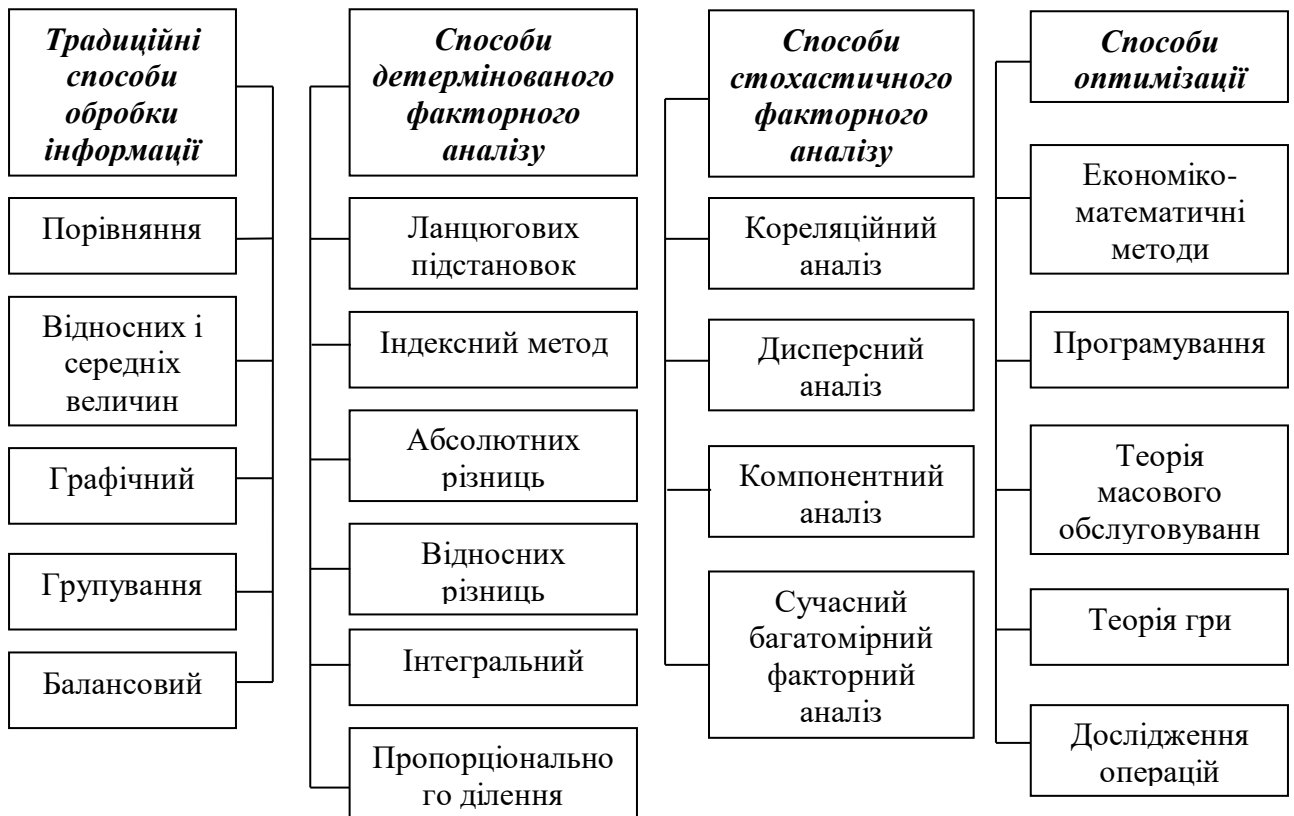 Традиційні
способи
обробки
інформації
Порівняння
Відносних і
середніх
величин
Графічний
Групування
Балансовий
Способи
детермінованого
факторного
аналізу
Ланцюгових
підстановок
Індексний метод
Абсолютних
різниць
Відносних
різниць
Інтегральний
Пропорціонально
го ділення
Способи
стохастичного
факторного
аналізу
Кореляційний
аналіз
Дисперсний
аналіз
Компонентний
аналіз
Сучасний
багатомірний
факторний
аналіз
Способи
оптимізації
Економіко-
математичні
методи
Програмування
Теорія
масового
обслуговуванн
Теорія гри
Дослідження
операцій